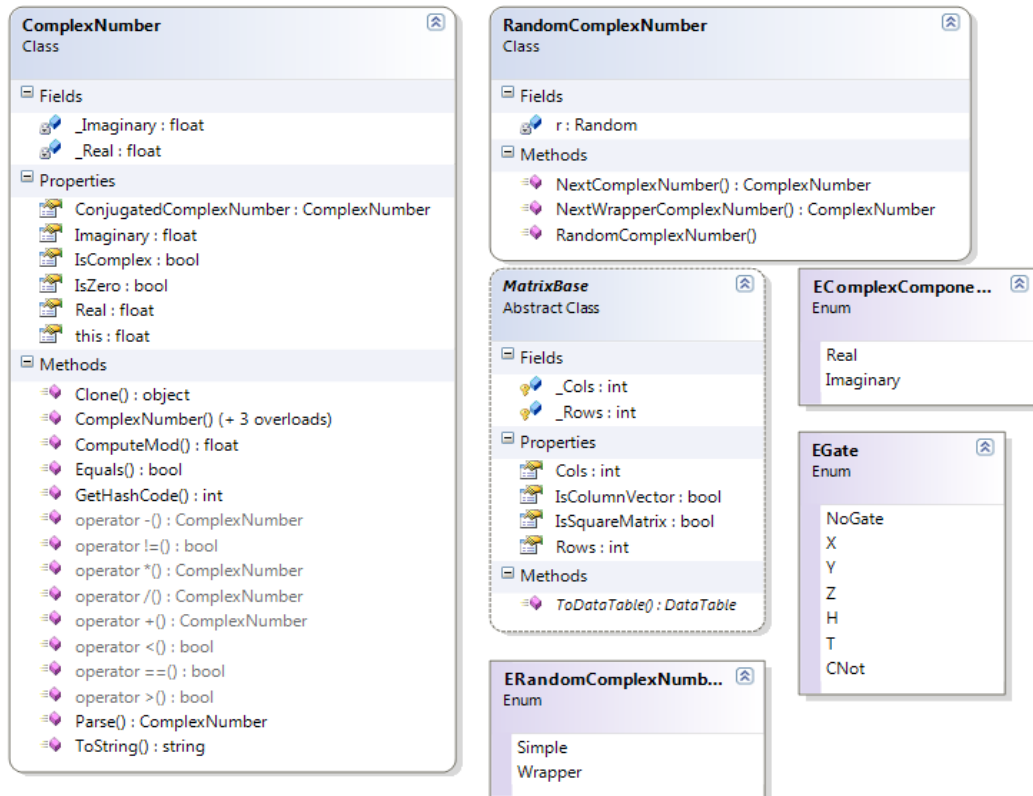 ComplexNumber
Class
Fields
_Imaginary : float
_Real : float
Properties
ConjugatedComplexNumber : ComplexNumber
Imaginary : float
IsComplex : bool
IsZero : bool
Real : float
this : float
Methods
Clone() : object
ComplexNumber() (+ 3 overloads)
ComputeMod() : float
Equals() : bool
GetHashCode() : int
operator -() : ComplexNumber
operator !=() : bool
operator *() : ComplexNumber
operator /() : ComplexNumber
operator +() : ComplexNumber
operator <() : bool
operator ==() : bool
operator >() : bool
Parse() : ComplexNumber
ToString() : string
RandomComplexNumber
Class
Fields
r : Random
Methods
NextComplexNumber() : ComplexNumber
NextWrapperComplexNumber() : ComplexNumber
RandomComplexNumber()
MatrixBase
Abstract Class
Fields
_Cols : int
_Rows : int
Properties
Cols : int
IsColumnVector : bool
IsSquareMatrix : bool
Rows : int
Methods
ToDataTable() : DataTable
EComplexCompone...
Enum
Real
Imaginary
EGate
Enum
NoGate
X
Y
Z
H
T
CNot
ERandomComplexNumb...
Enum
Simple
Wrapper